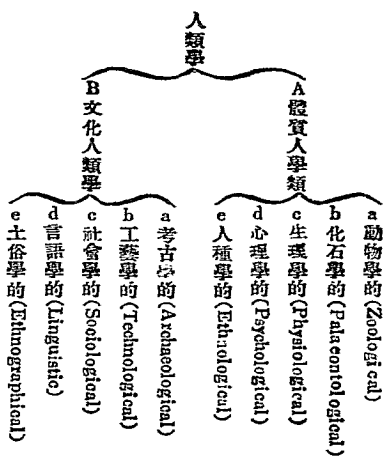 人類學
A 體質人學類
a 動物學的(Zoological)
b 化石學的(Palaeontological)
c 生理學的(Physiological)
d 心理學的(Psychological)
e 人種學的(Ethnological)
B 文化人類學
a 考古學的(Archaeological)
b 工藝學的(Technological)
c 社會學的(Sociological)
d 言語學的(Linguistic)
e 土俗學的(Ethnographical)